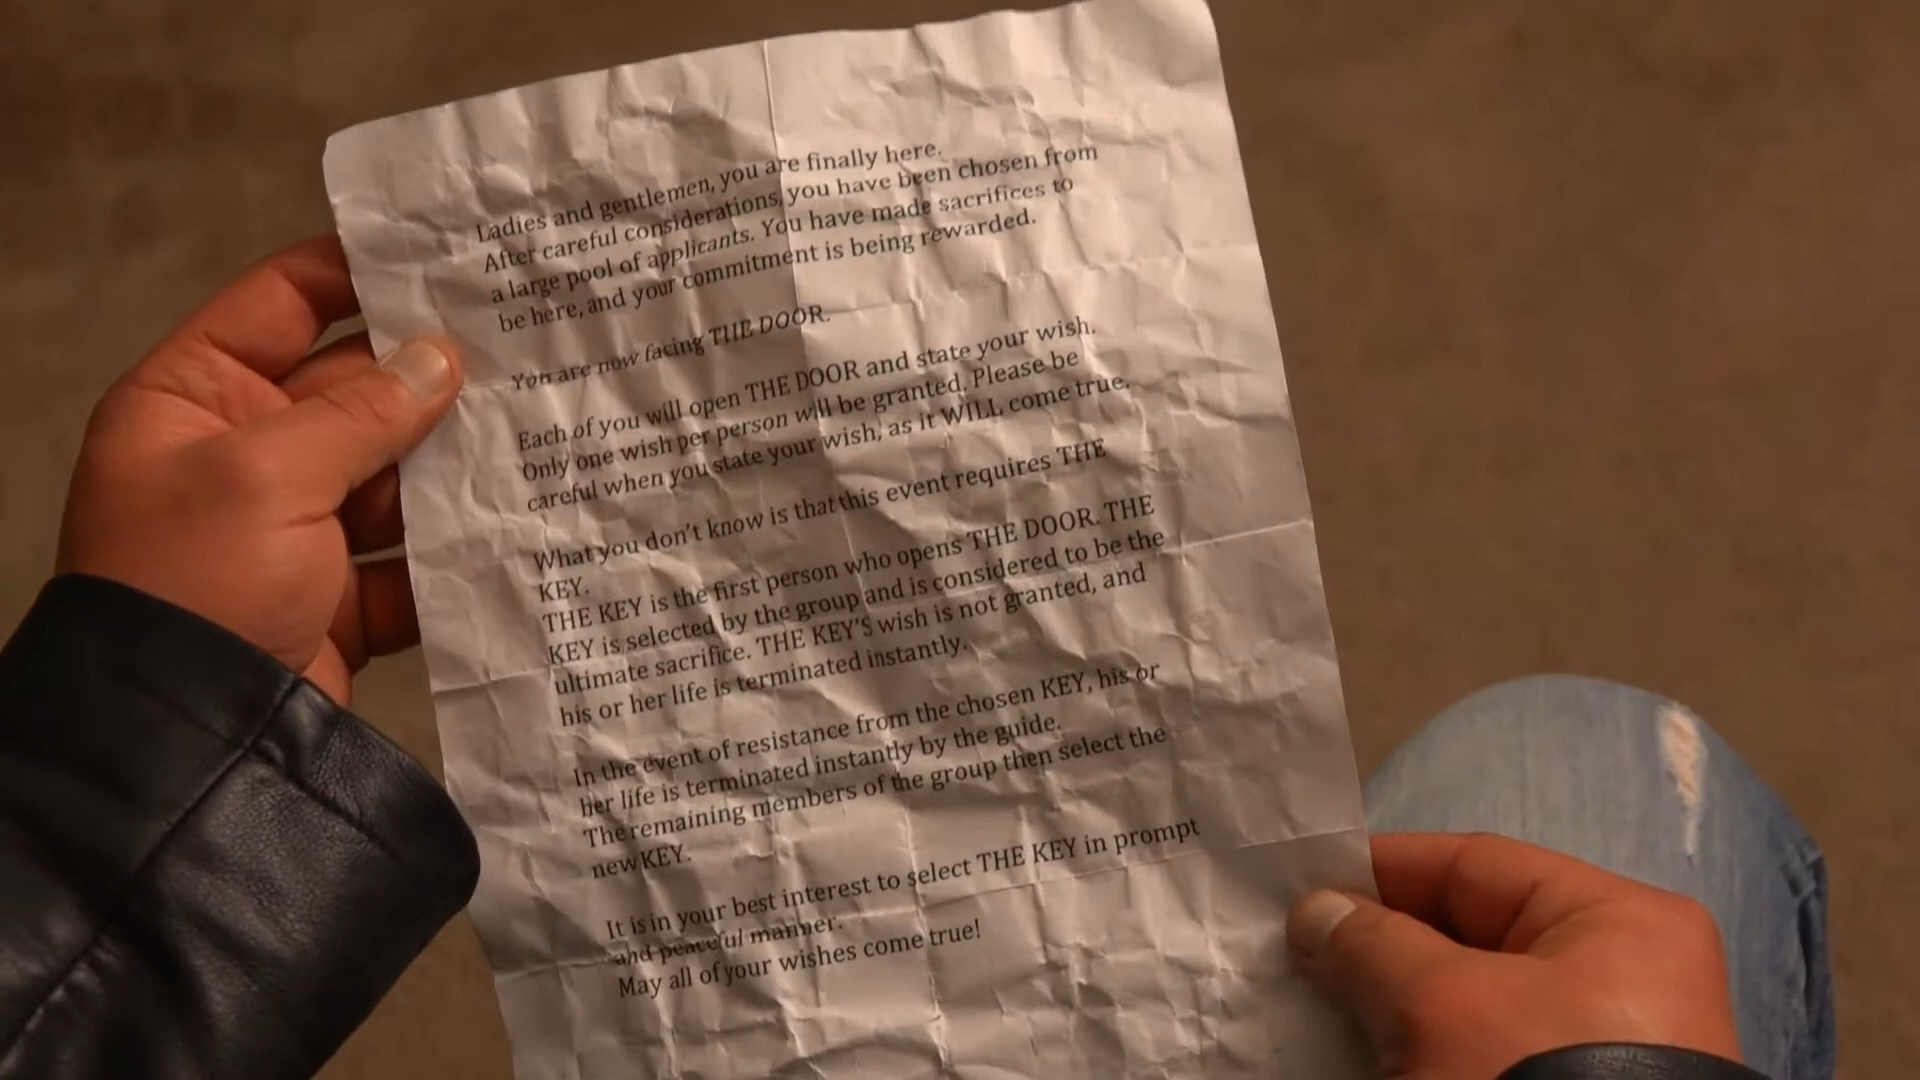 Ladies and gentlemen, you are finally here.
After careful considerations, you have been chosen from
a large pool of applicants. You have made sacrifices to
be here, and your commitment is being rewarded.
You are now facing THE DOOR.
Each of you will open THE DOOR and state your wish.
Only one wish per person will be granted. Please be
careful when you state your wish, as it WILL come true.
What you don't know is that this event requires THE
KEY.
THE KEY is the first person who opens THE DOOR. THE
KEY is selected by the group and is considered to be the
ultimate sacrifice. THE KEY'S wish is not granted, and
his or her life is terminated instantly.
In the event of resistance from the chosen KEY, his or
her life is terminated instantly by the guide.
The remaining members of the group then select the
new KEY.
It is in your best interest to select THE KEY in prompt
and peaceful manner.
May all of your wishes come true!